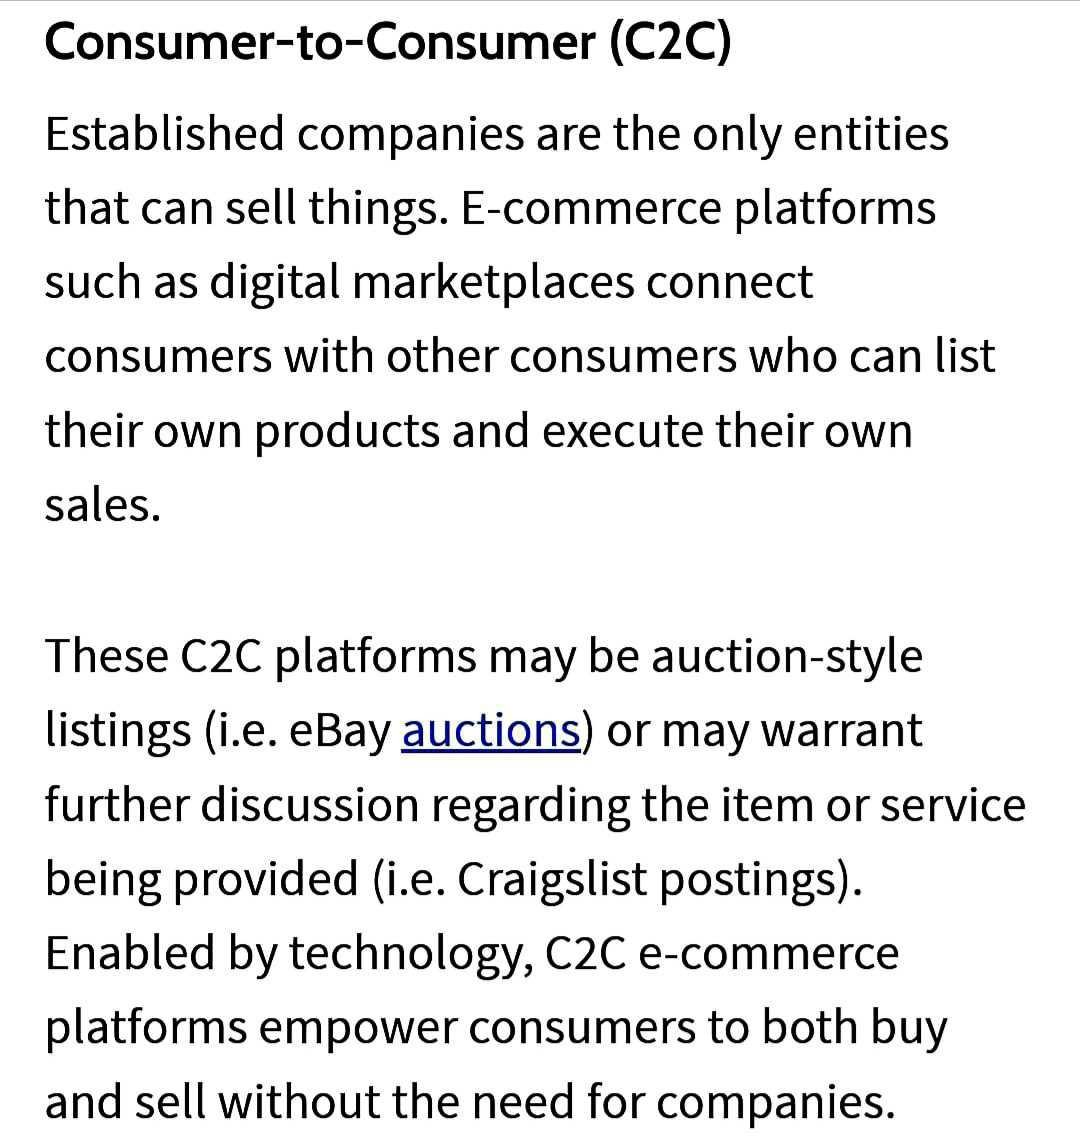 Consumer-to-Consumer (C2C)
Established companies are the only entities
that can sell things. E-commerce platforms
such as digital marketplaces connect
consumers with other consumers who can list
their own products and execute their own
sales.
These C2C platforms may be auction-style
listings (i.e. eBay auctions) or may warrant
further discussion regarding the item or service
being provided (i.e. Craigslist postings).
Enabled by technology, C2C e-commerce
platforms empower consumers to both buy
and sell without the need for companies.